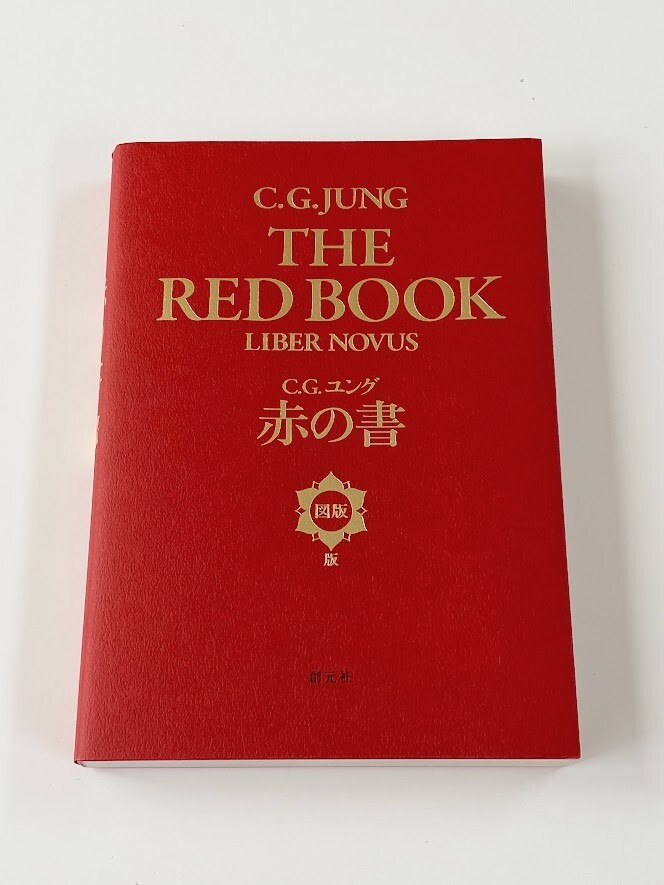 C.G.JUNG
THE
RED BOOK
LIBER NOVUS
C.G.ユング
赤の書
図版
版
創元社